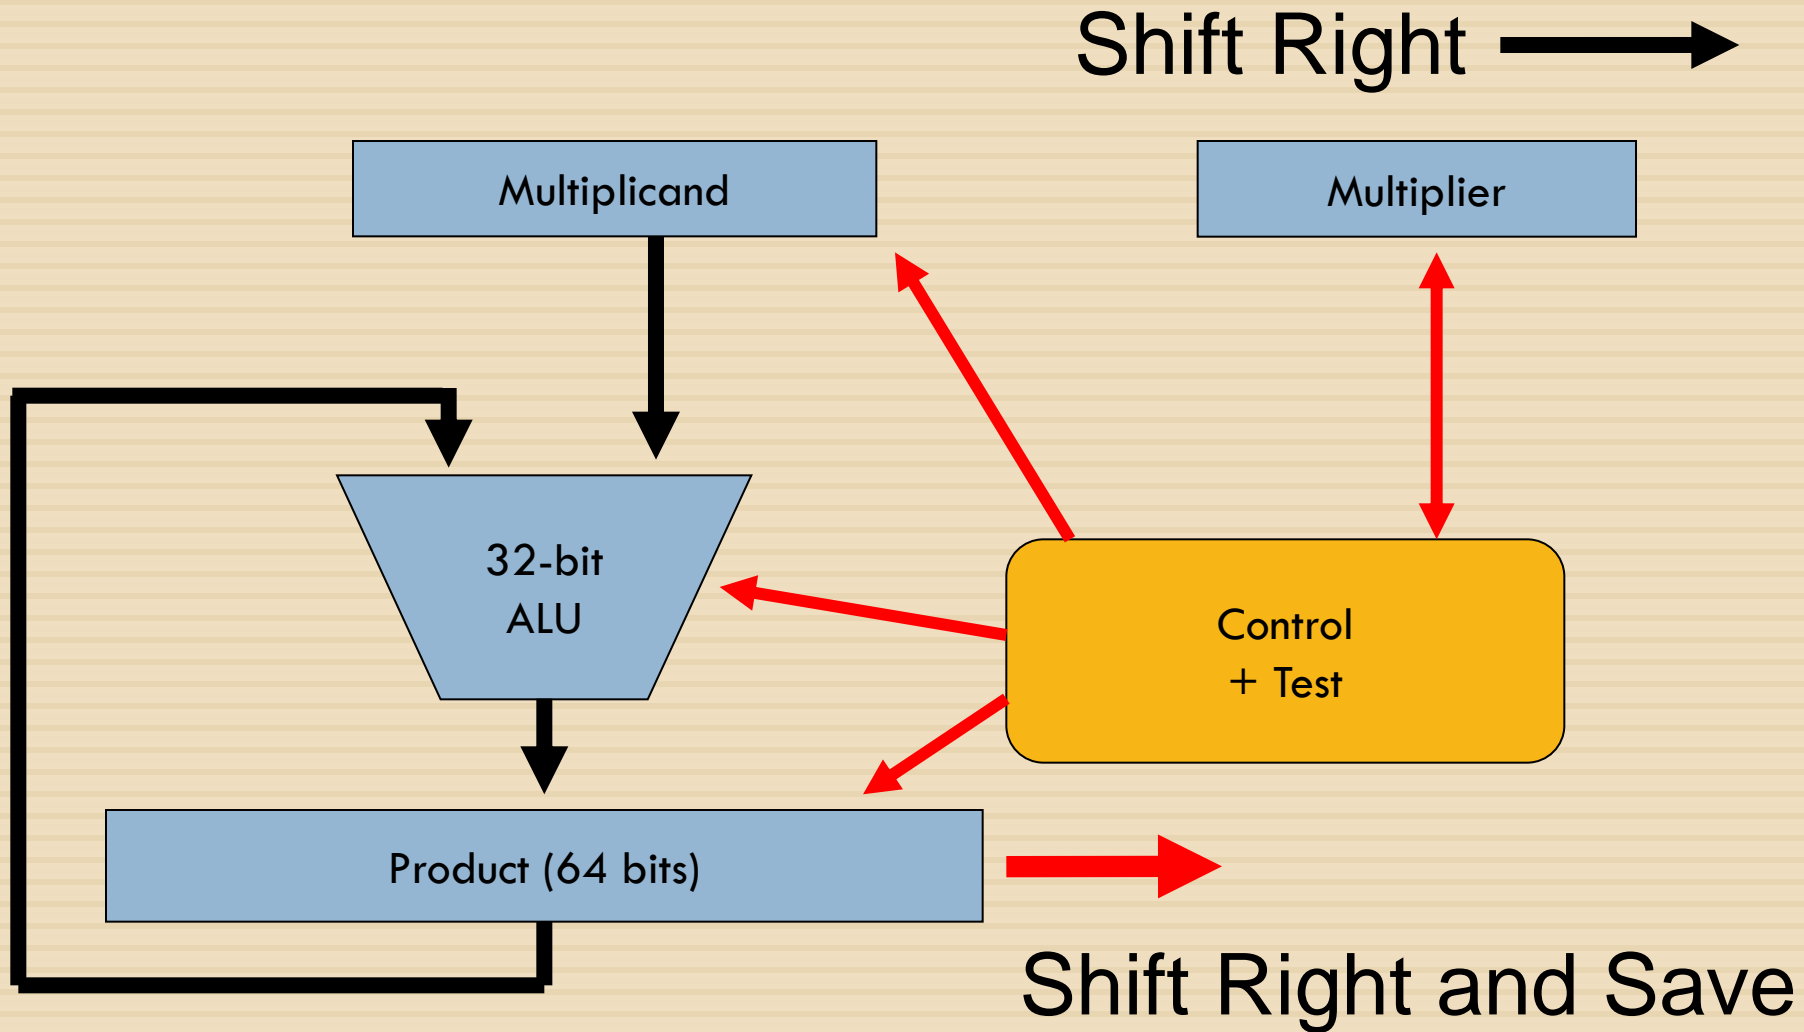 Shift Right
Multiplicand
Multiplier
32-bit
ALU
Control
+ Test
Product (64 bits)
Shift Right and Save